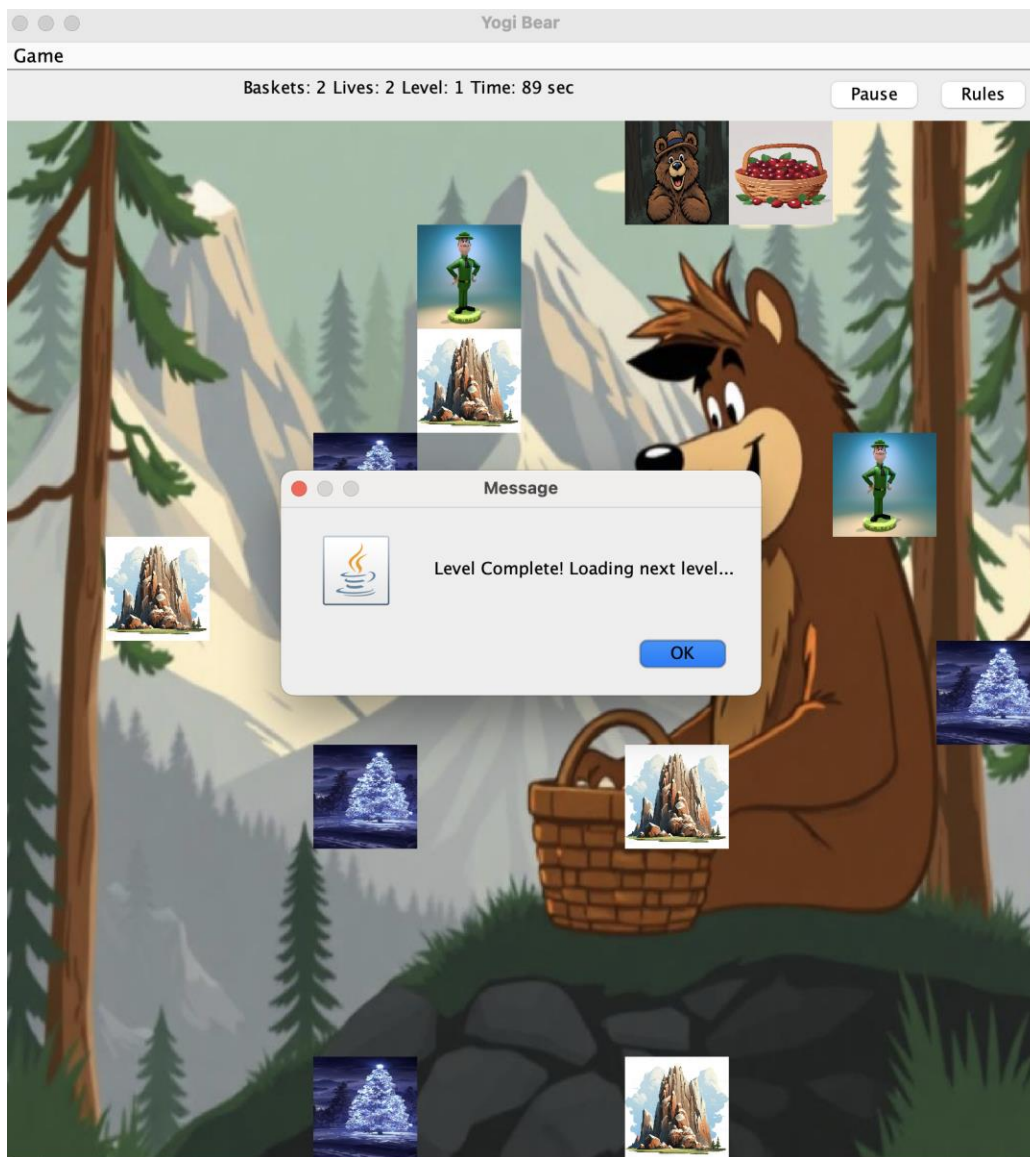 Yogi Bear
Game
Baskets: 2 Lives: 2 Level: 1 Time: 89 sec
Pause
Rules
Message
Level Complete! Loading next level...
OK